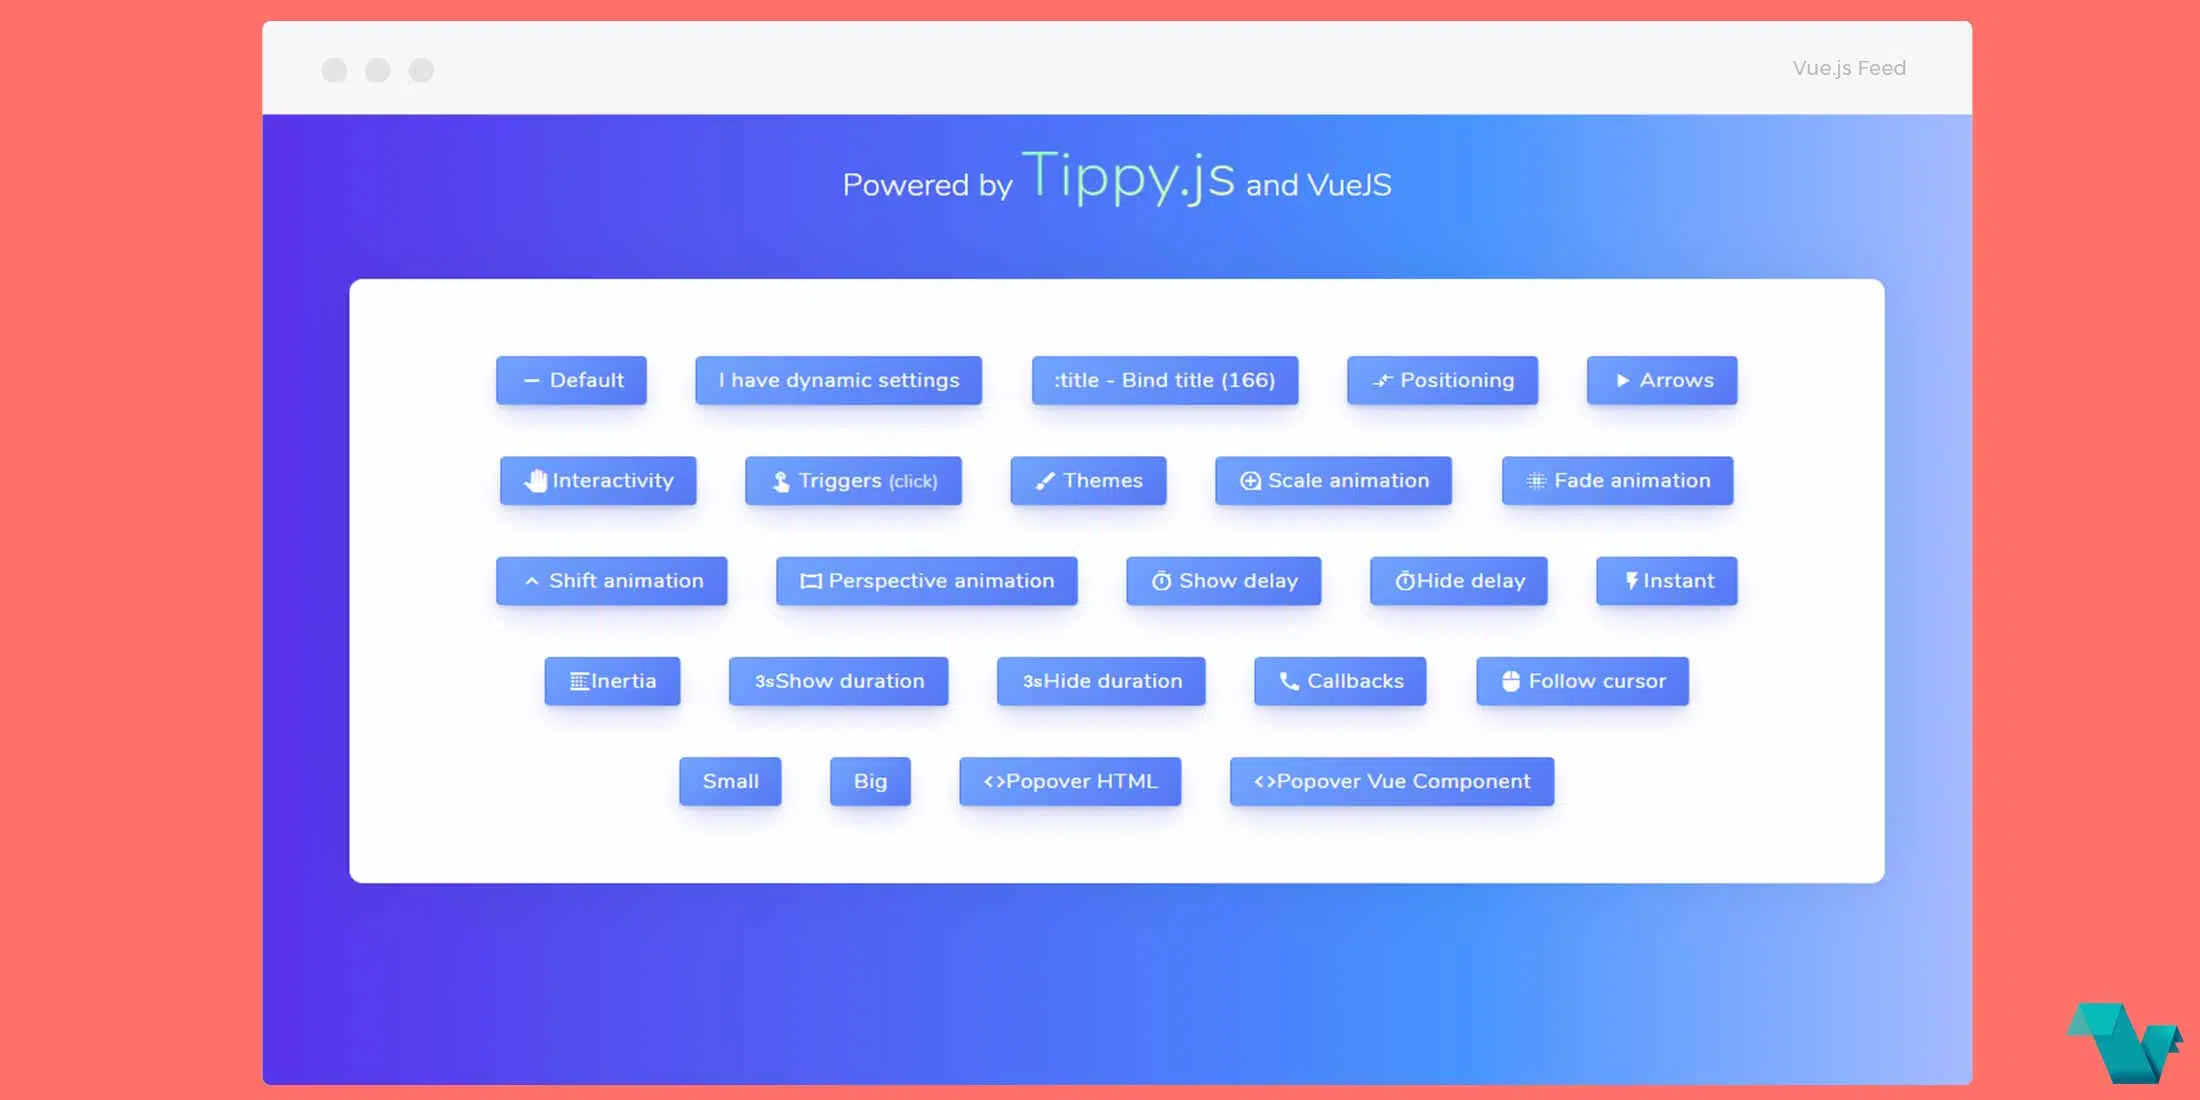 Vue.js Feed
Powered by Tippy.js and VueJS
Default I have dynamic settings :title - Bind title (166) Positioning Arrows
Interactivity Triggers (click) Themes Scale animation Fade animation
Shift animation Perspective animation Show delay Hide delay Instant
Inertia 3sShow duration 3sHide duration Callbacks Follow cursor
Small Big <>Popover HTML <>Popover Vue Component